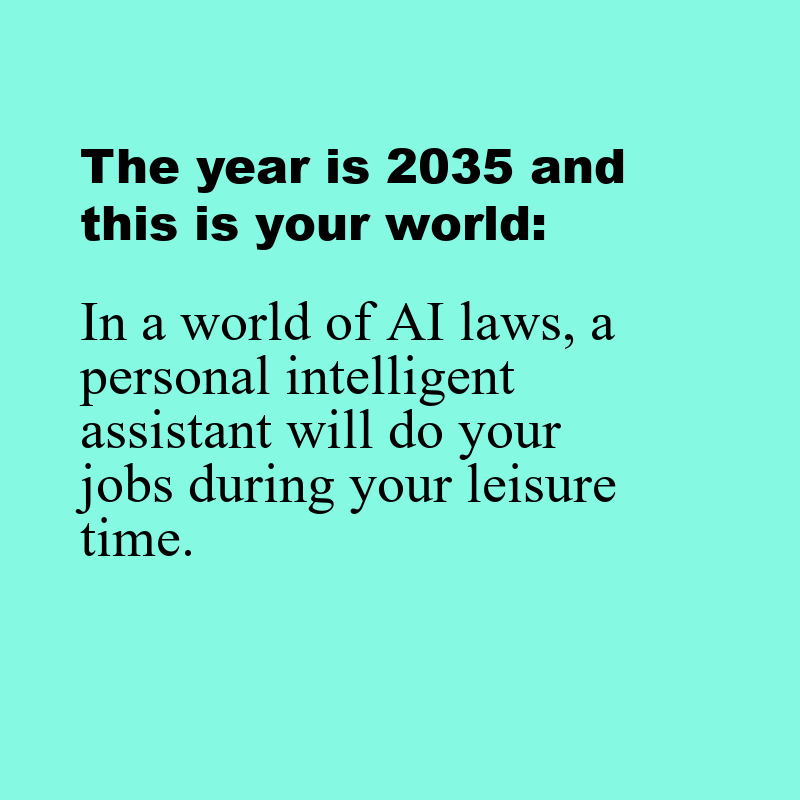 The year is 2035 and
this is your world:
In a world of AI laws, a
personal intelligent
assistant will do your
jobs during your leisure
time.